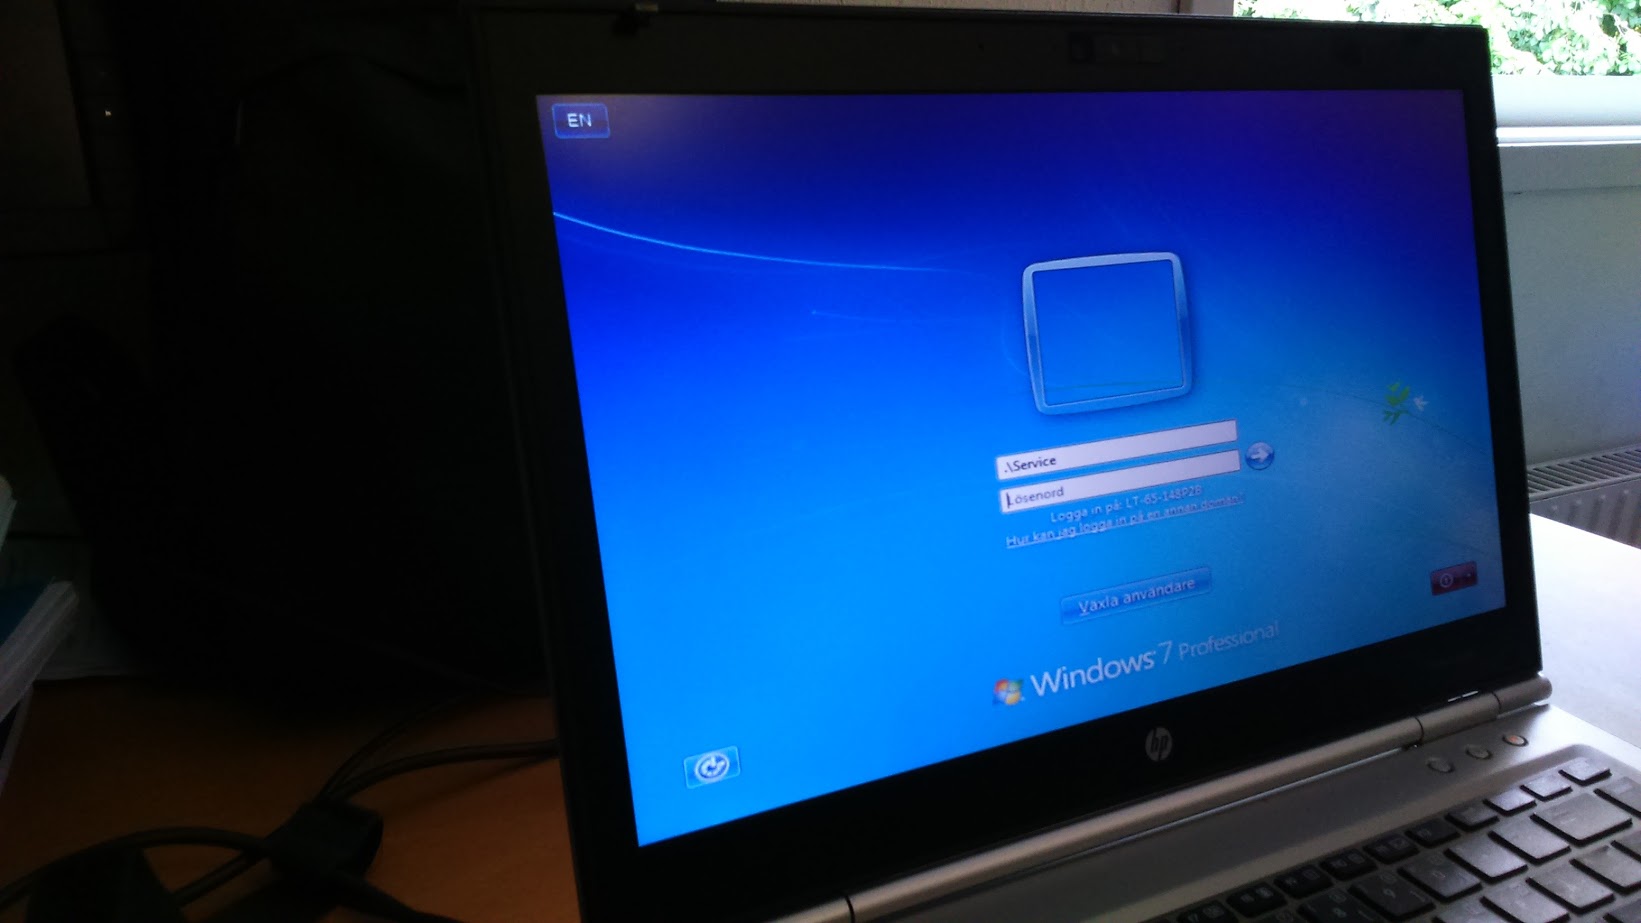 EN
.\Service
Lösenord
Logga in på: LT-65-148P2B
Hur kan jag logga in på en annan domän?
Växla användare
Windows 7 Professional
hp